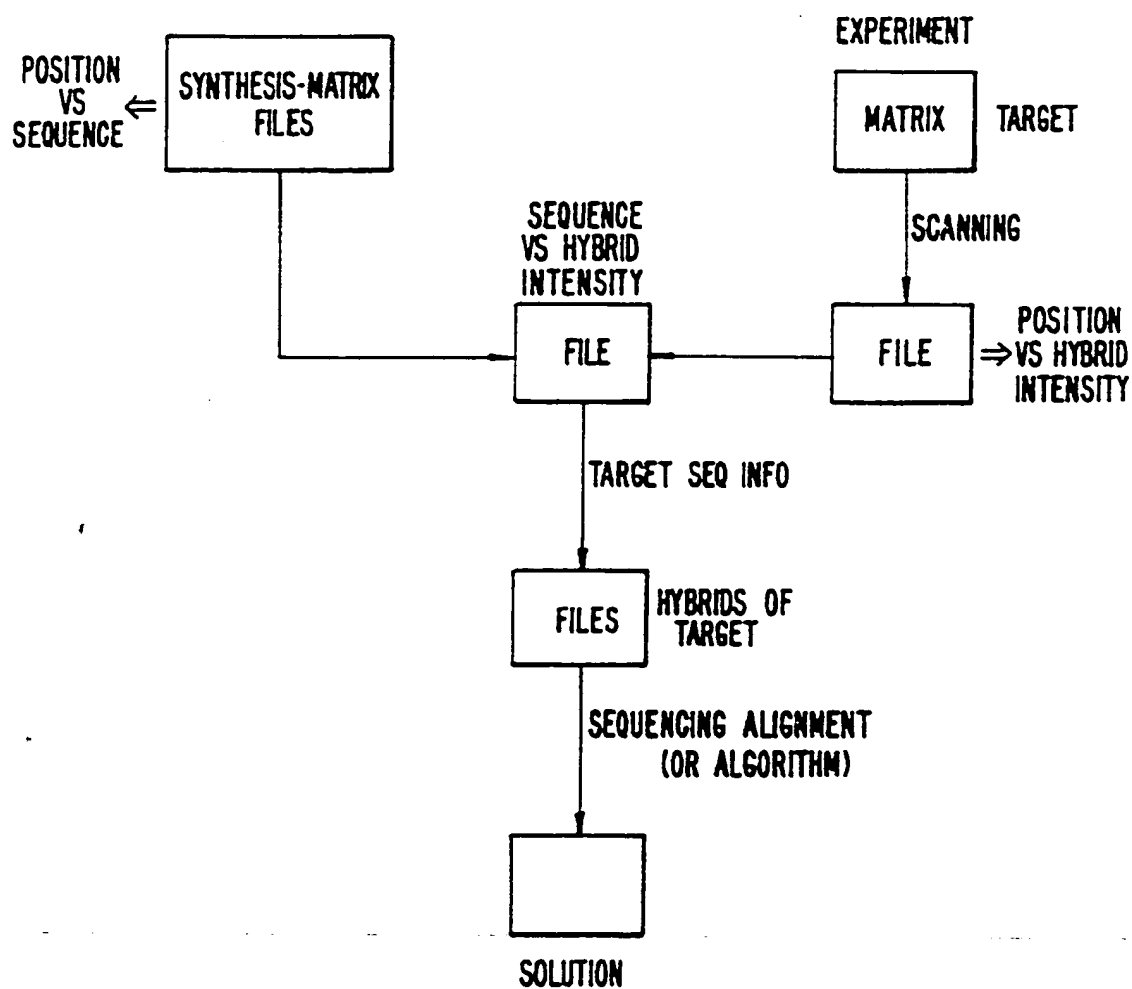 EXPERIMENT
POSITION
VS
SEQUENCE
⇐
SYNTHESIS-MATRIX
FILES
MATRIX
TARGET
SCANNING
SEQUENCE
VS HYBRID
INTENSITY
FILE
FILE
⇒
POSITION
VS HYBRID
INTENSITY
TARGET SEQ INFO
FILES
HYBRIDS OF
TARGET
SEQUENCING ALIGNMENT
(OR ALGORITHM)
SOLUTION